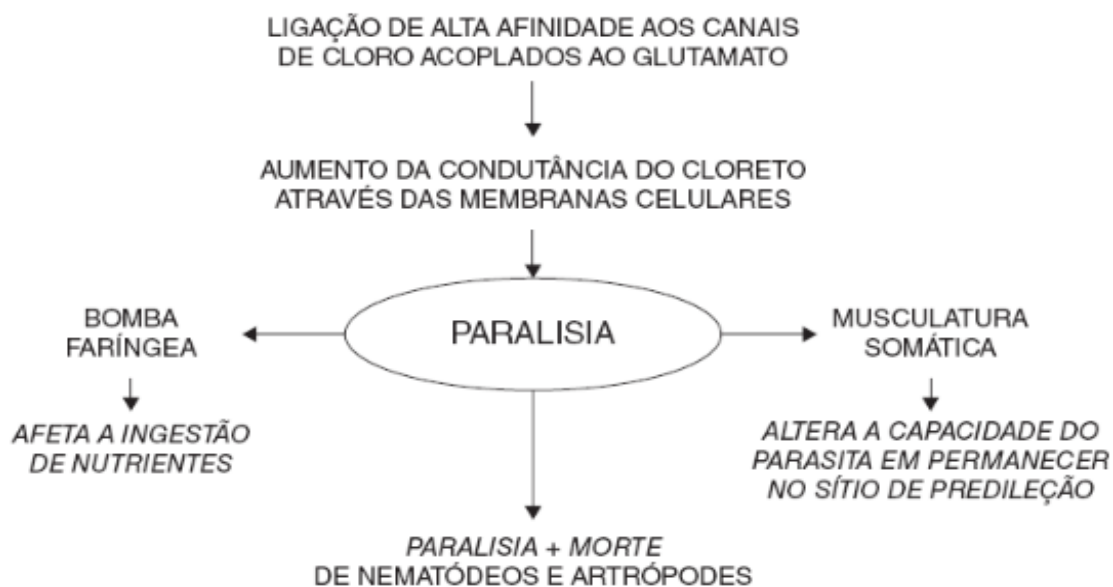 LIGAÇÃO DE ALTA AFINIDADE AOS CANAIS
DE CLORO ACOPLADOS AO GLUTAMATO
AUMENTO DA CONDUTÂNCIA DO CLORETO
ATRAVÉS DAS MEMBRANAS CELULARES
PARALISIA
BOMBA
FARÍNGEA
AFETA A INGESTÃO
DE NUTRIENTES
MUSCULATURA
SOMÁTICA
ALTERA A CAPACIDADE DO
PARASITA EM PERMANECER
NO SÍTIO DE PREDILEÇÃO
PARALISIA + MORTE
DE NEMATÓDEOS E ARTRÓPODES